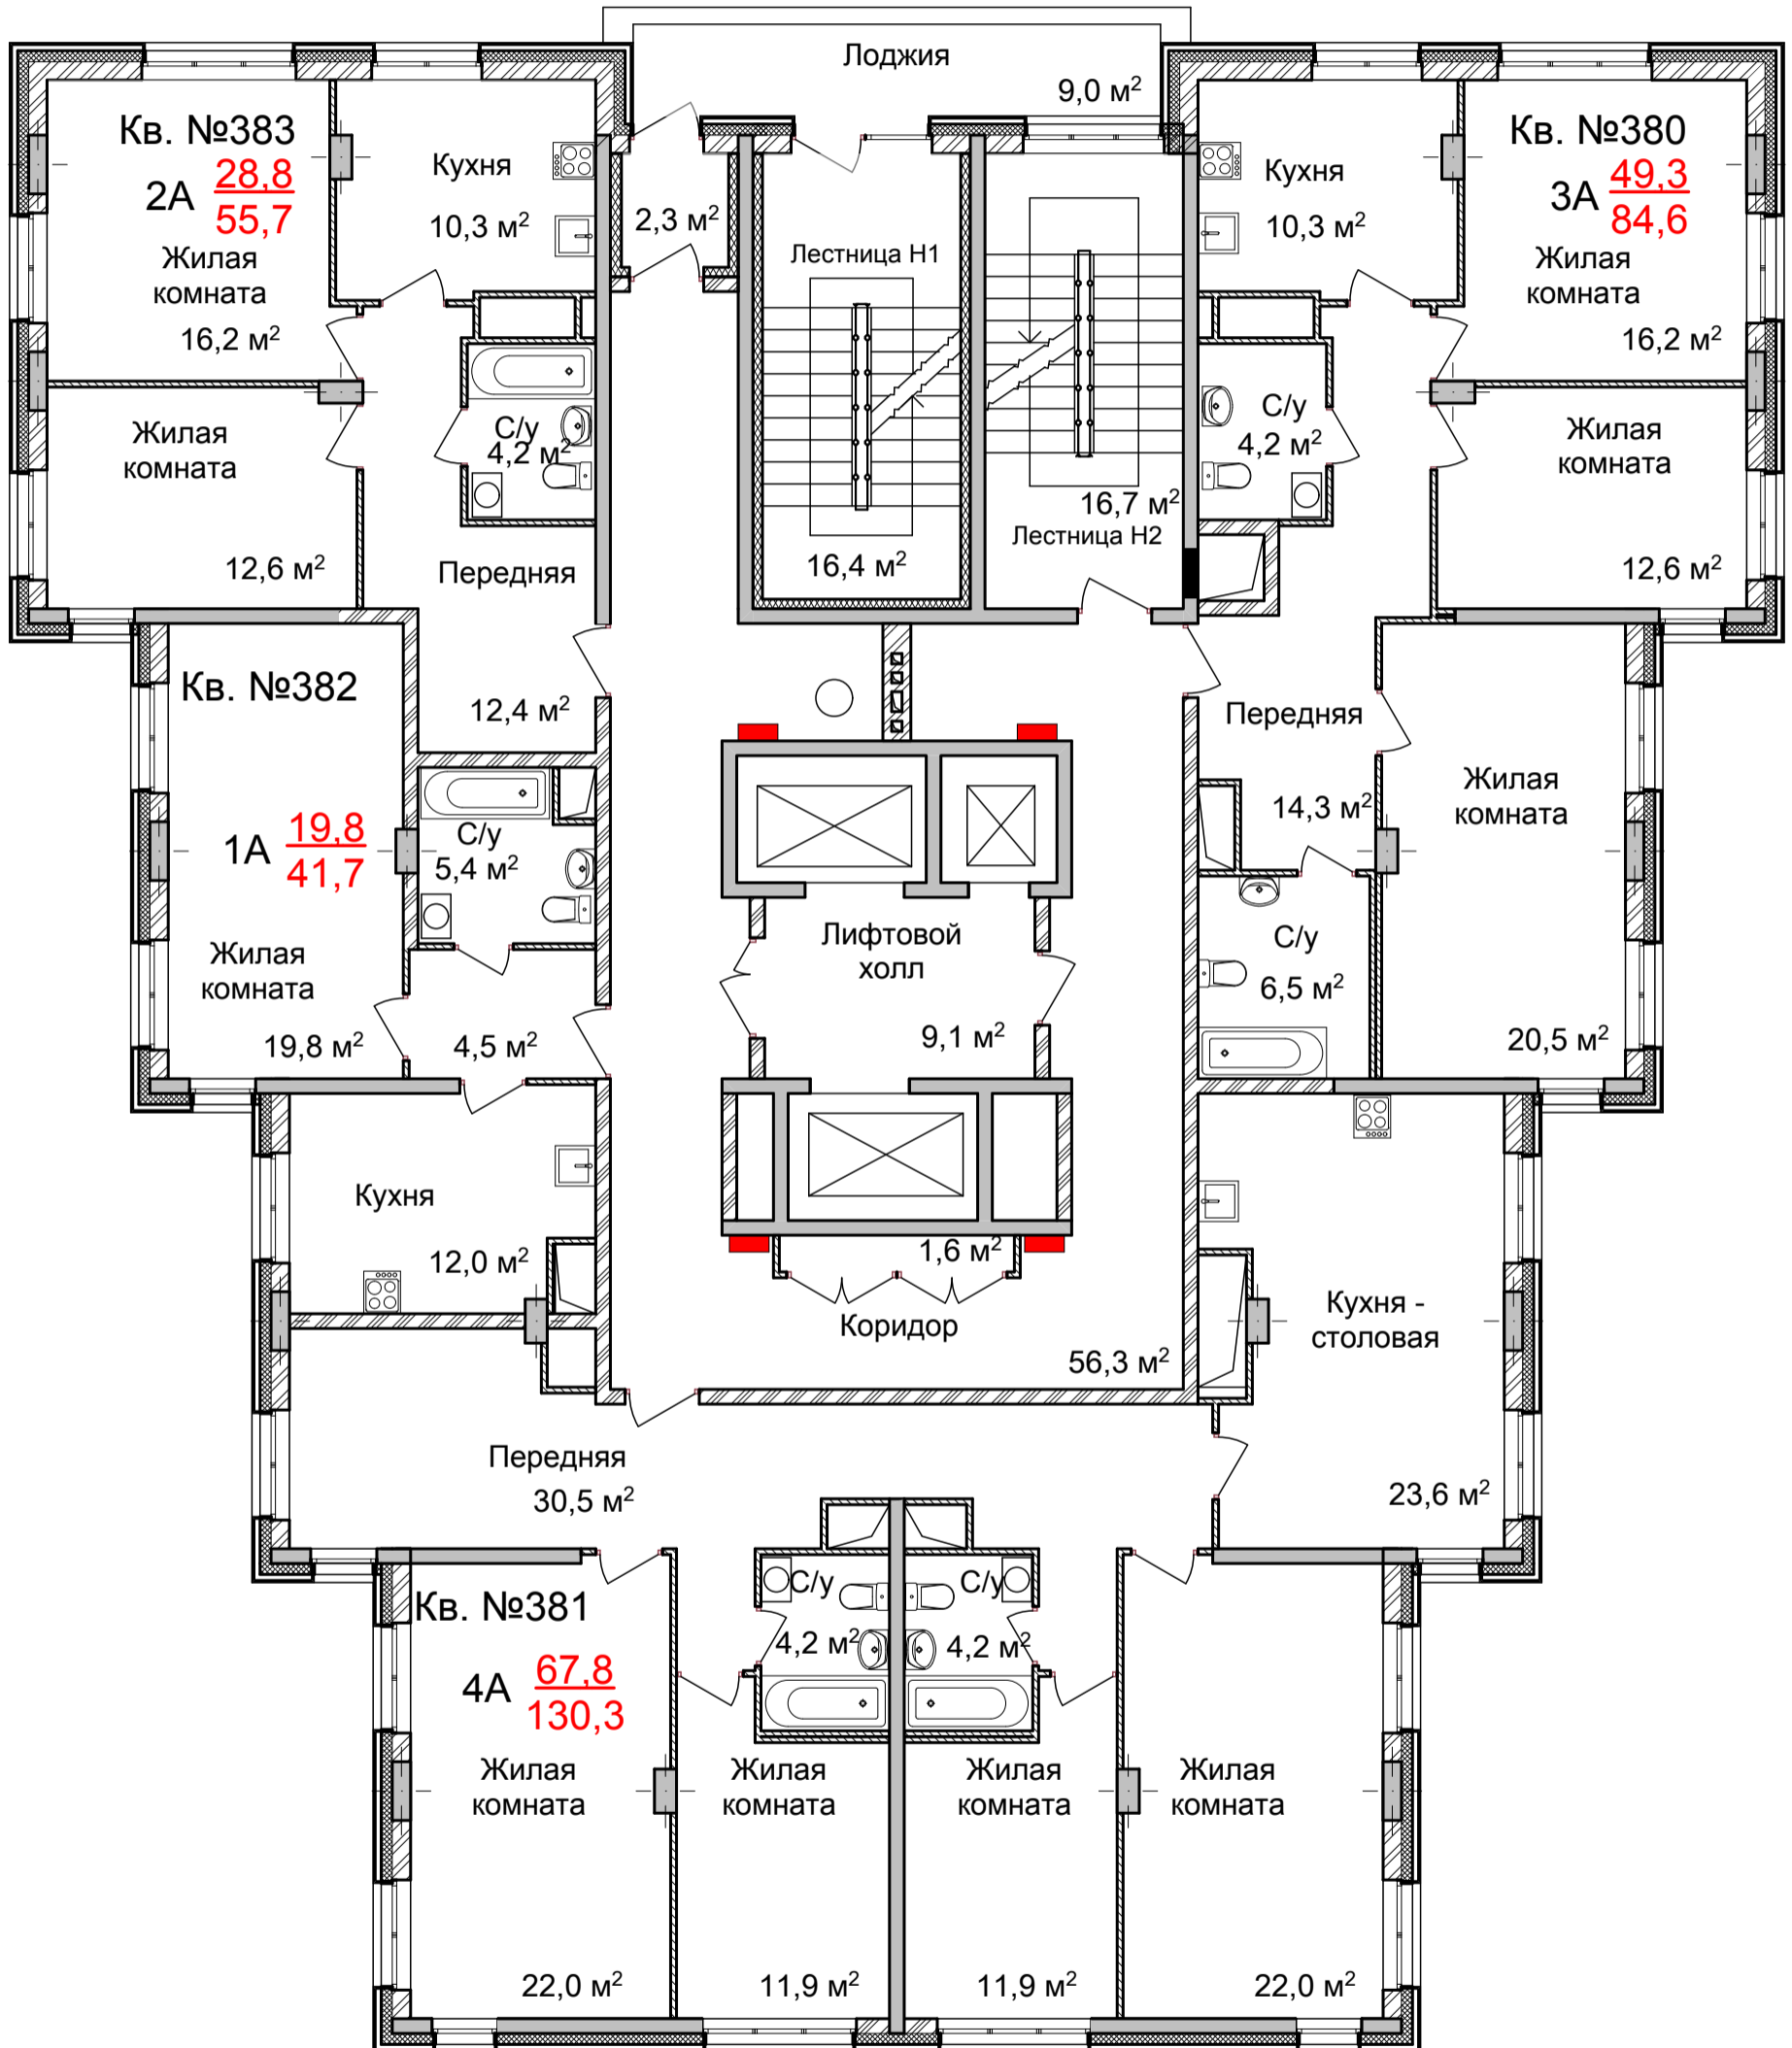 Лоджия
9,0 м²
Кв. №383
2А
28,8
55,7
Жилая
комната
16,2 м²
Кухня
10,3 м²
2,3 м²
Лестница Н1
16,4 м²
16,7 м²
Лестница Н2
Кухня
10,3 м²
Кв. №380
3А
49,3
84,6
Жилая
комната
16,2 м²
Жилая
комната
12,6 м²
С/у
4,2 м²
Передняя
12,4 м²
С/у
4,2 м²
Жилая
комната
12,6 м²
Кв. №382
1А
19,8
41,7
Жилая
комната
19,8 м²
С/у
5,4 м²
4,5 м²
Лифтовой
холл
9,1 м²
Передняя
14,3 м²
С/у
6,5 м²
Жилая
комната
20,5 м²
Кухня
12,0 м²
1,6 м²
Коридор
56,3 м²
Кухня -
столовая
23,6 м²
Передняя
30,5 м²
Кв. №381
4А
67,8
130,3
Жилая
комната
22,0 м²
С/у
4,2 м²
Жилая
комната
11,9 м²
С/у
4,2 м²
Жилая
комната
11,9 м²
Жилая
комната
22,0 м²